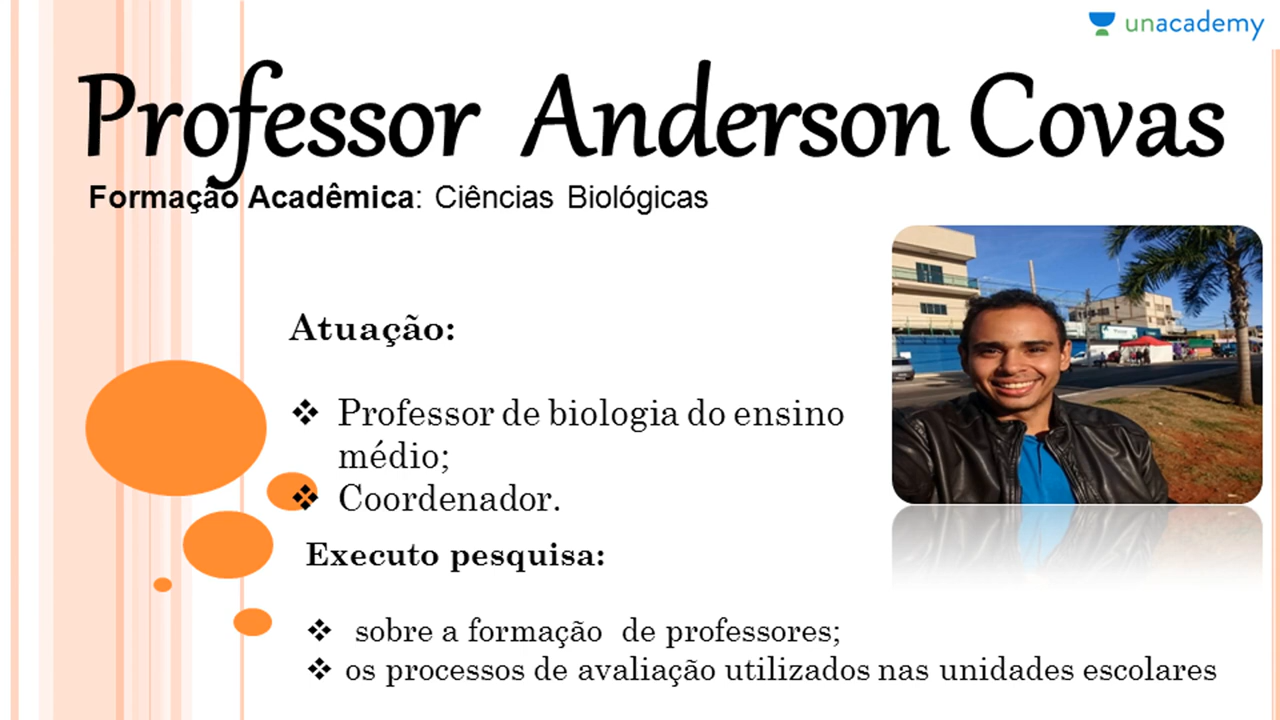 unacademy
Professor Anderson Covas
Formação Acadêmica: Ciências Biológicas
Atuação:
❖ Professor de biologia do ensino
médio;
❖ Coordenador.
Executo pesquisa:
❖ sobre a formação de professores;
❖ os processos de avaliação utilizados nas unidades escolares